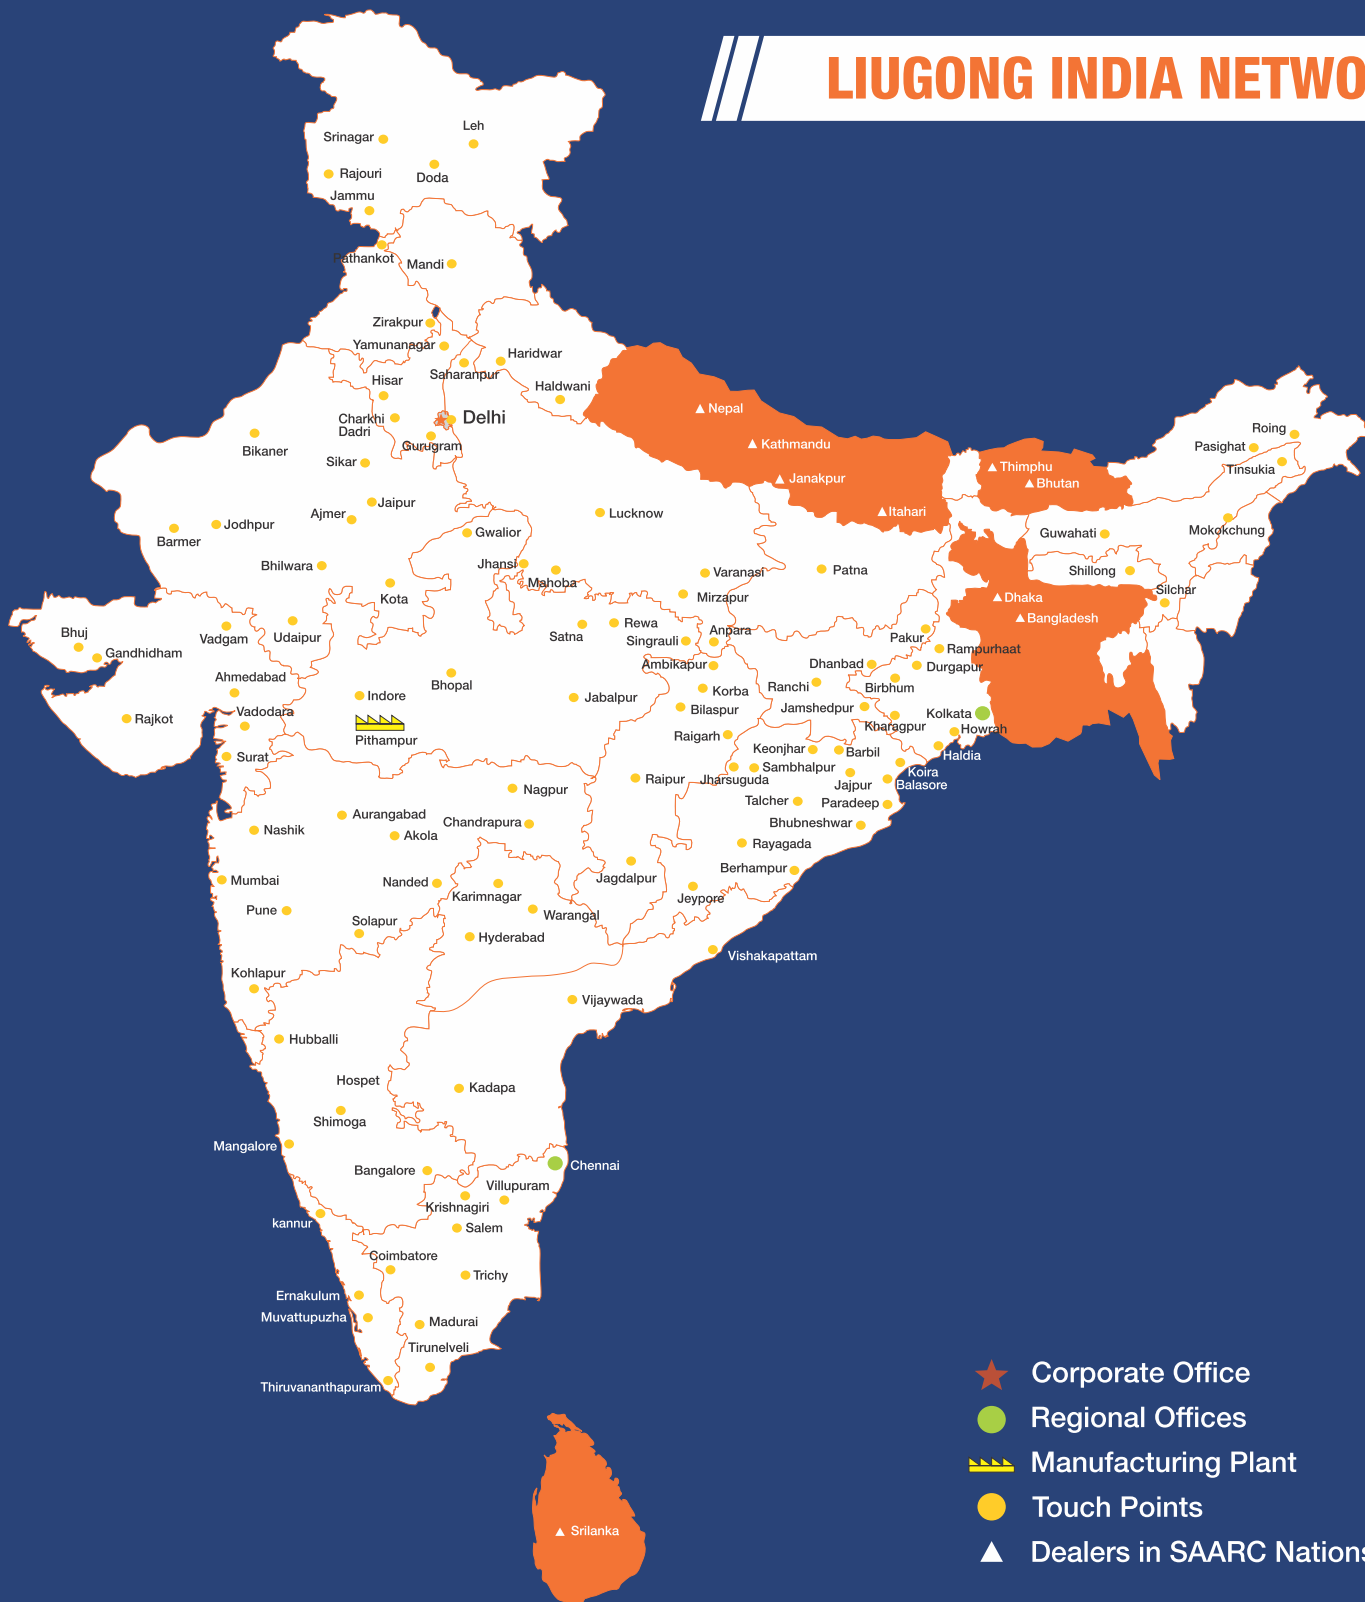 LIUGONG INDIA NETWO
Leh
Srinagar
Rajouri
Doda
Jammu
Pathankot
Mandi
Zirakpur
Yamunanagar
Haridwar
Saharanpur
Hisar
Haldwani
Nepal
Charkhi
Dadri
Delhi
Gurugram
Kathmandu
Roing
Pasighat
Tinsukia
Bikaner
Sikar
Thimphu
Bhutan
Janakpur
Jaipur
Ajmer
Lucknow
Itahari
Jodhpur
Barmer
Gwalior
Guwahati
Mokokchung
Bhilwara
Jhansi
Mahoba
Varanasi
Patna
Shillong
Silchar
Kota
Mirzapur
Dhaka
Bangladesh
Bhuj
Gandhidham
Vadgam
Udaipur
Satna
Rewa
Singrauli
Anpara
Pakur
Rampurhaat
Ambikapur
Dhanbad
Durgapur
Ahmedabad
Bhopal
Indore
Jabalpur
Korba
Ranchi
Birbhum
Rajkot
Vadodara
Bilaspur
Jamshedpur
Kolkata
Kharagpur
Howrah
Pithampur
Raigarh
Surat
Keonjhar
Barbil
Haldia
Nagpur
Raipur
Jharsuguda
Sambhalpur
Koira
Jajpur
Balasore
Talcher
Paradeep
Aurangabad
Nashik
Akola
Chandrapura
Bhubneshwar
Rayagada
Mumbai
Nanded
Karimnagar
Jagdalpur
Berhampur
Jeypore
Pune
Solapur
Warangal
Hyderabad
Vishakapattam
Kohlapur
Vijaywada
Hubballi
Hospet
Kadapa
Shimoga
Mangalore
Bangalore
Chennai
Villupuram
Krishnagiri
kannur
Salem
Coimbatore
Trichy
Ernakulum
Muvattupuzha
Madurai
Tirunelveli
Thiruvananthapuram
Srilanka
Corporate Office
Regional Offices
Manufacturing Plant
Touch Points
Dealers in SAARC Nations